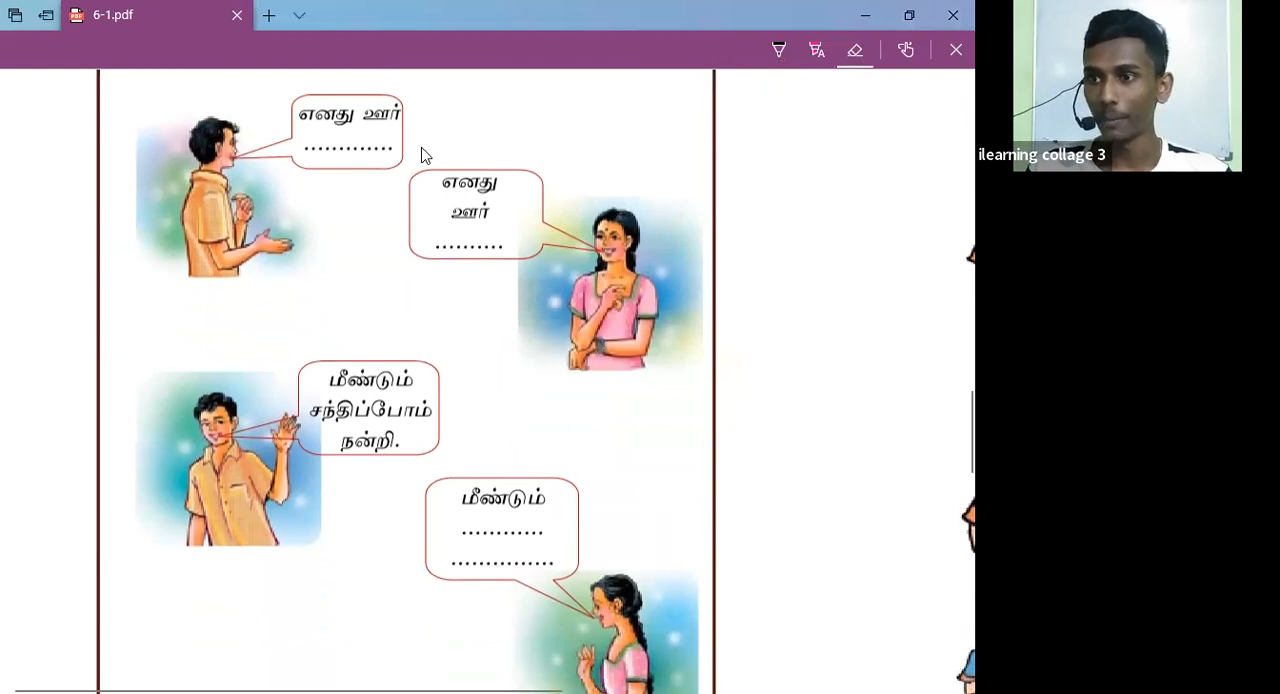 6-1.pdf
எனது ஊர்
.............
எனது
ஊர்
..........
மீண்டும்
சந்திப்போம்
நன்றி.
மீண்டும்
............
...............
ilearning collage 3